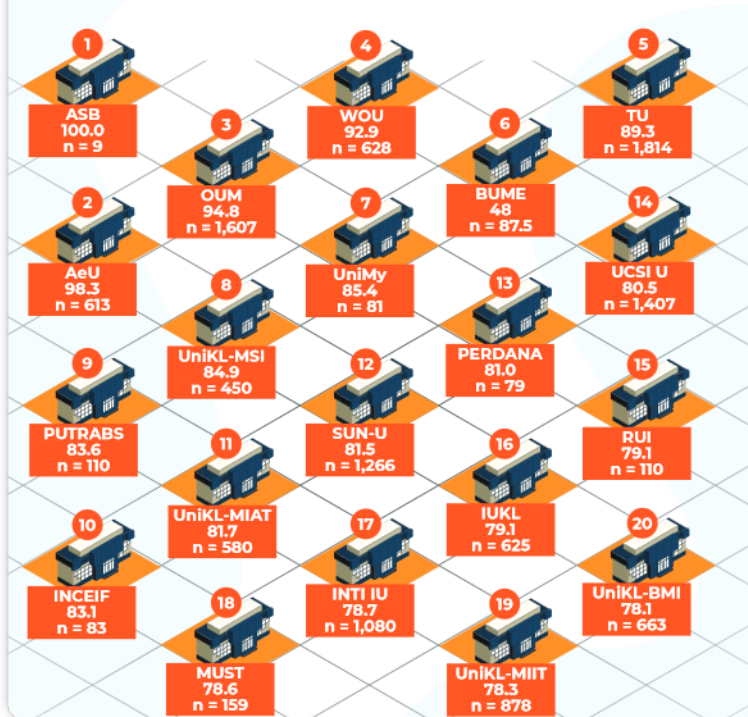 1
ASB
100.0
n = 9
2
AeU
98.3
n = 613
3
OUM
94.8
n = 1,607
4
WOU
92.9
n = 628
5
TU
89.3
n = 1,814
6
BUME
48
n = 87.5
7
UniMy
85.4
n = 81
8
UniKL-MSI
84.9
n = 450
9
PUTRABS
83.6
n = 110
10
INCEIF
83.1
n = 83
11
UniKL-MIAT
81.7
n = 580
12
SUN-U
81.5
n = 1,266
13
PERDANA
81.0
n = 79
14
UCSI U
80.5
n = 1,407
15
RUI
79.1
n = 110
16
IUKL
79.1
n = 625
17
INTI IU
78.7
n = 1,080
18
MUST
78.6
n = 159
19
UniKL-MIIT
78.3
n = 878
20
UniKL-BMI
78.1
n = 663